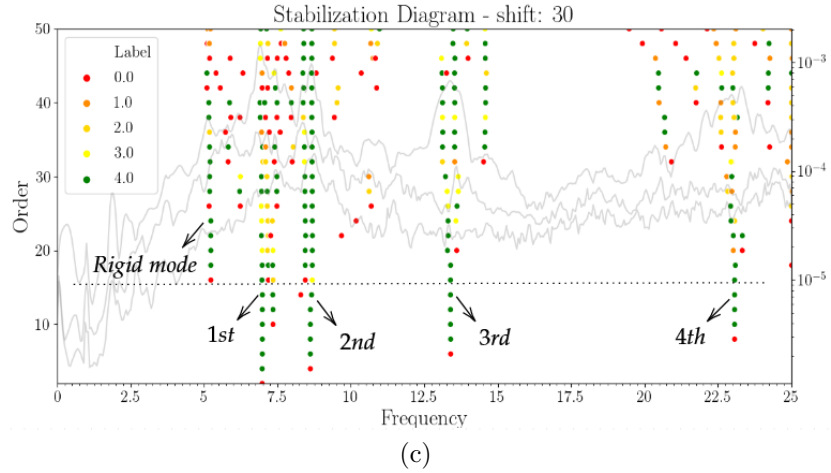 Stabilization Diagram - shift: 30
Order
50
40
30
20
10
Label
0.0
1.0
2.0
3.0
4.0
10⁻³
10⁻⁴
10⁻⁵
Rigid mode
1st
2nd
3rd
4th
0 2.5 5 7.5 10 12.5 15 17.5 20 22.5 25
Frequency
(c)